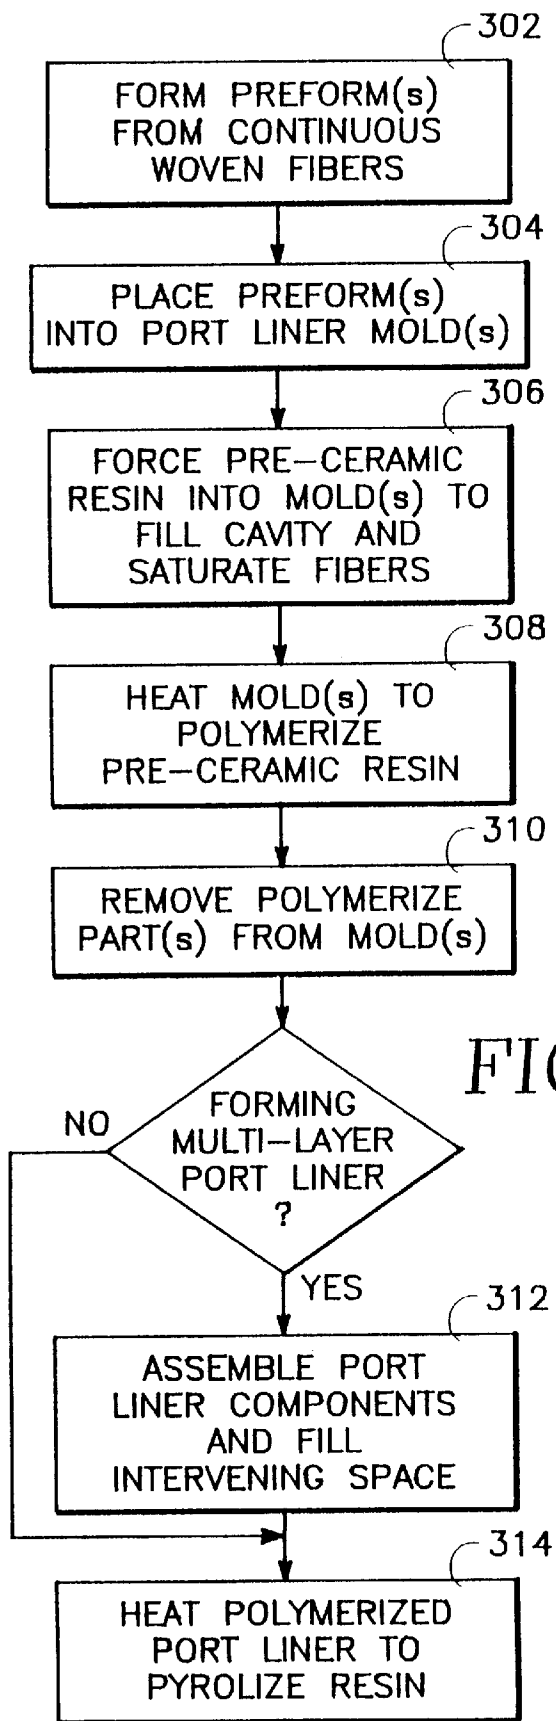 302
FORM PREFORM(s)
FROM CONTINUOUS
WOVEN FIBERS
304
PLACE PREFORM(s)
INTO PORT LINER MOLD(s)
306
FORCE PRE-CERAMIC
RESIN INTO MOLD(s) TO
FILL CAVITY AND
SATURATE FIBERS
308
HEAT MOLD(s) TO
POLYMERIZE
PRE-CERAMIC RESIN
310
REMOVE POLYMERIZE
PART(s) FROM MOLD(s)
FORMING
MULTI-LAYER
PORT LINER
?
NO
YES
312
ASSEMBLE PORT
LINER COMPONENTS
AND FILL
INTERVENING SPACE
314
HEAT POLYMERIZED
PORT LINER TO
PYROLIZE RESIN